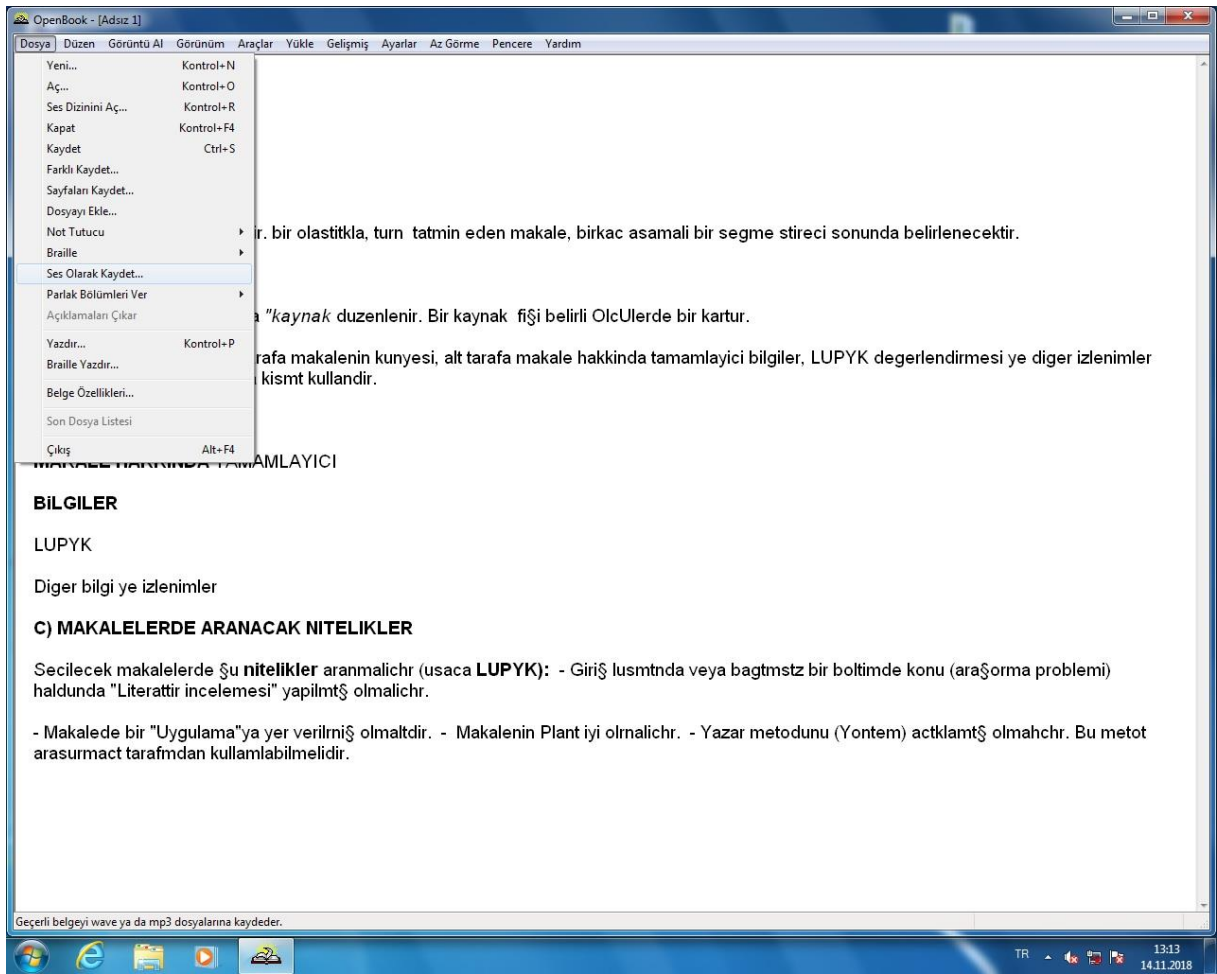 OpenBook - [Adsız 1]
Dosya Düzen Görüntü Al Görünüm Araçlar Yükle Gelişmiş Ayarlar Az Görme Pencere Yardım
Yeni... Kontrol+N
Aç... Kontrol+O
Ses Dizinini Aç... Kontrol+R
Kapat Kontrol+F4
Kaydet Ctrl+S
Farklı Kaydet...
Sayfaları Kaydet...
Dosyayı Ekle...
Not Tutucu
Braille
Ses Olarak Kaydet...
Parlak Bölümleri Ver
Açıklamaları Çıkar
Yazdır... Kontrol+P
Braille Yazdır...
Belge Özellikleri...
Son Dosya Listesi
Çıkış Alt+F4
ir. bir olastitkla, turn tatmin eden makale, birkac asamali bir segme stireci sonunda belirlenecektir.
"kaynak duzenlenir. Bir kaynak fi§i belirli OlcUlerde bir kartur.
arafa makalenin kunyesi, alt tarafa makale hakkinda tamamlayici bilgiler, LUPYK degerlendirmesi ye diger izlenimler
kismt kullandir.
MAKALE HAKKINDA TAMAMLAYICI
BiLGILER
LUPYK
Diger bilgi ye izlenimler
C) MAKALELERDE ARANACAK NITELIKLER
Secilecek makalelerde §u nitelikler aranmalichr (usaca LUPYK): - Giri§ lusmtnda veya bagtmstz bir boltimde konu (ara§orma problemi)
haldunda "Literattir incelemesi" yapilmt§ olmalichr.
- Makalede bir "Uygulama"ya yer verilrni§ olmaltdir. - Makalenin Plant iyi olrnalichr. - Yazar metodunu (Yontem) actklamt§ olmahchr. Bu metot
arasurmact tarafmdan kullamlabilmelidir.
Geçerli belgeyi wave ya da mp3 dosyalarına kaydeder.
TR
13:13
14.11.2018